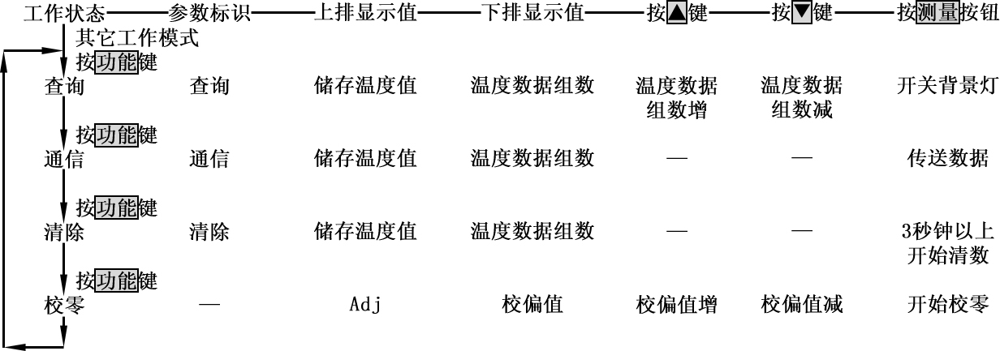 工作状态 参数标识 上排显示值 下排显示值 按▲键 按▼键 按测量按钮
其它工作模式
按功能键
查询 查询 储存温度值 温度数据组数 温度数据 温度数据 开关背景灯
组数增 组数减
按功能键
通信 通信 储存温度值 温度数据组数 — — 传送数据
按功能键
清除 清除 储存温度值 温度数据组数 — — 3秒钟以上
开始清数
按功能键
校零 — Adj 校偏值 校偏值增 校偏值减 开始校零